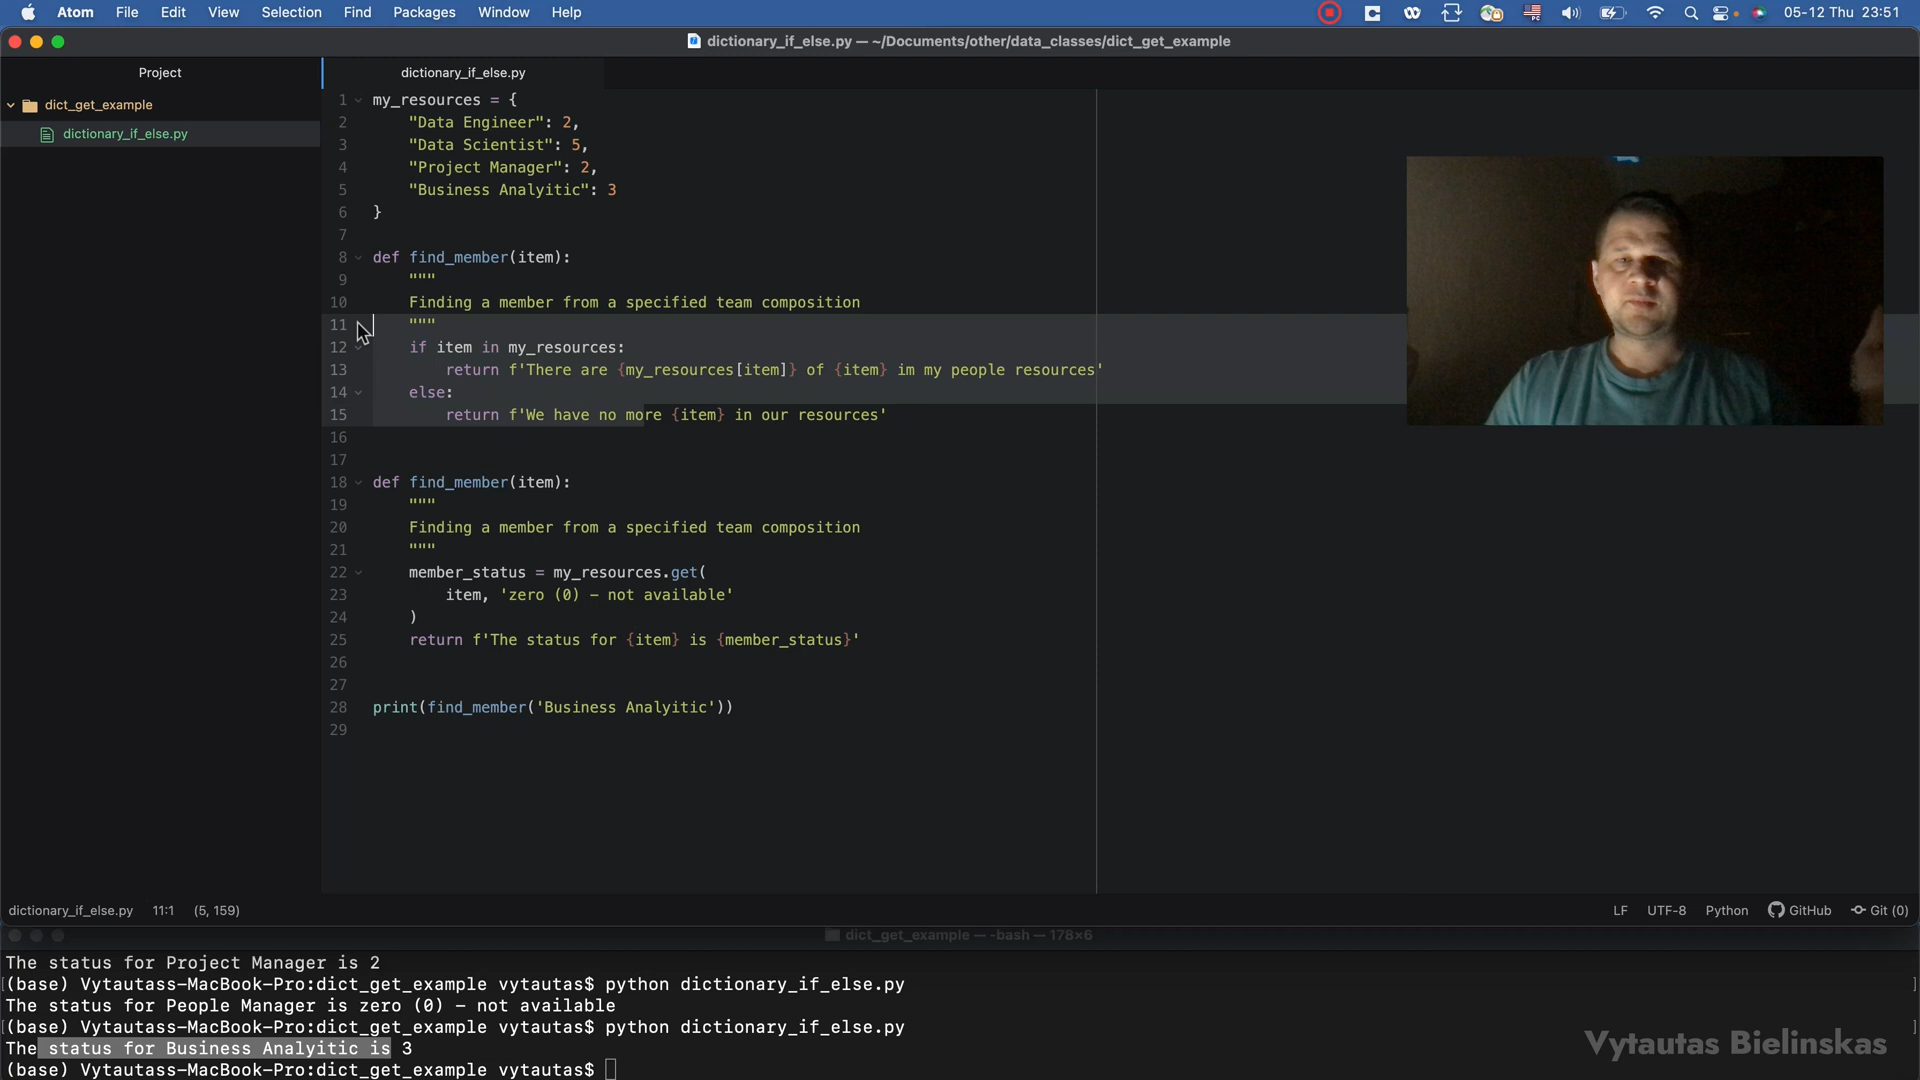 Atom File Edit View Selection Find Packages Window Help 05-12 Thu 23:51
dictionary_if_else.py — ~/Documents/other/data_classes/dict_get_example
Project
dictionary_if_else.py
dict_get_example
dictionary_if_else.py
1 my_resources = {
2 "Data Engineer": 2,
3 "Data Scientist": 5,
4 "Project Manager": 2,
5 "Business Analyitic": 3
6 }
7
8 def find_member(item):
9 """
10 Finding a member from a specified team composition
11 """
12 if item in my_resources:
13 return f'There are {my_resources[item]} of {item} im my people resources'
14 else:
15 return f'We have no more {item} in our resources'
16
17
18 def find_member(item):
19 """
20 Finding a member from a specified team composition
21 """
22 member_status = my_resources.get(
23 item, 'zero (0) - not available'
24 )
25 return f'The status for {item} is {member_status}'
26
27
28 print(find_member('Business Analyitic'))
29
dictionary_if_else.py 11:1 (5, 159) LF UTF-8 Python GitHub Git (0)
dict_get_example — -bash — 178×6
The status for Project Manager is 2
[(base) Vytautass-MacBook-Pro:dict_get_example vytautas$ python dictionary_if_else.py ]
The status for People Manager is zero (0) - not available
[(base) Vytautass-MacBook-Pro:dict_get_example vytautas$ python dictionary_if_else.py ]
The status for Business Analyitic is 3
(base) Vytautass-MacBook-Pro:dict_get_example vytautas$
Vytautas Bielinskas